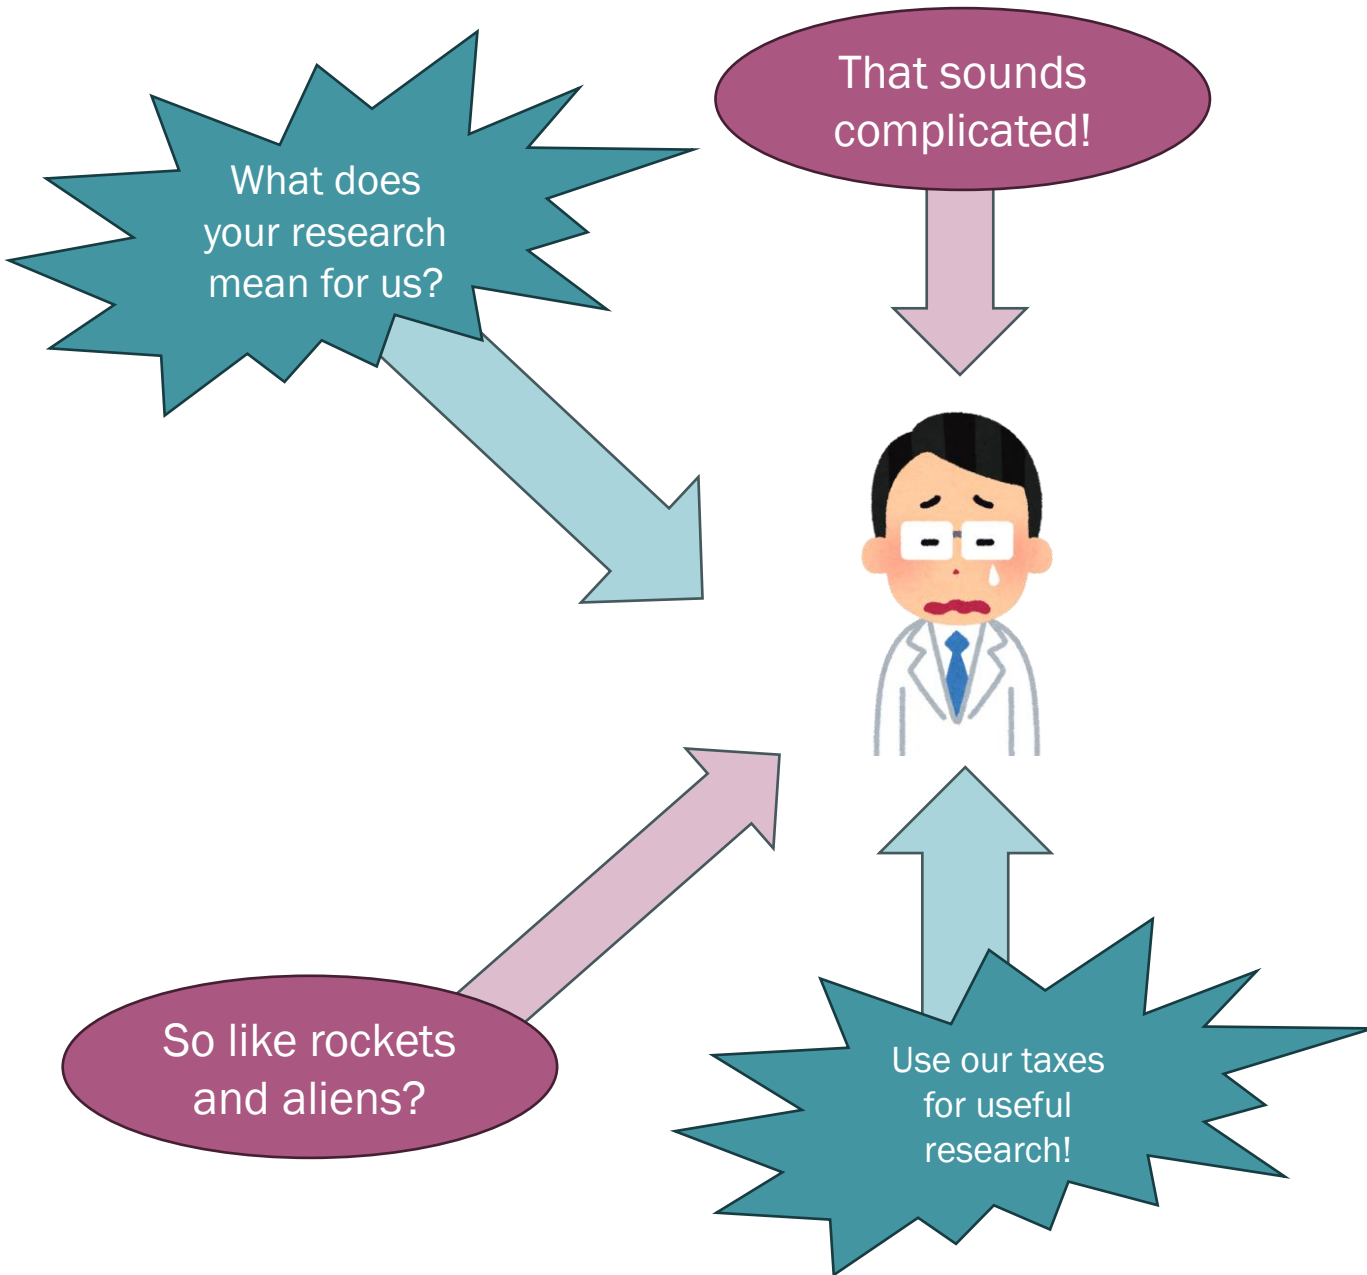 What does
your research
mean for us?
That sounds
complicated!
So like rockets
and aliens?
Use our taxes
for useful
research!